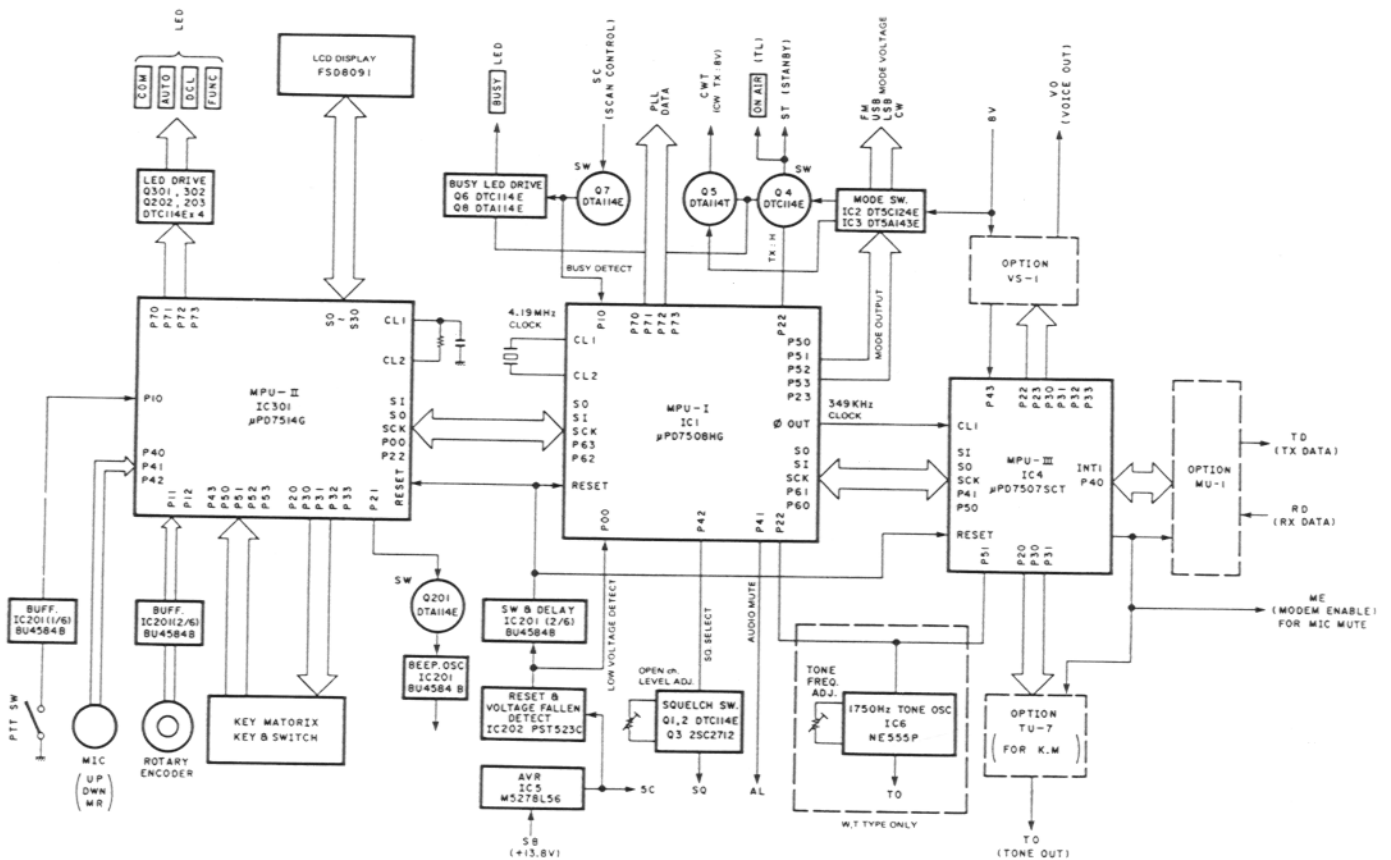 LED
COM
AUTO
DCL
FUNC
LCD DISPLAY
FSD8091
BUSY LED
SC
(SCAN CONTROL)
PLL
DATA
CWT
(CW TX:8V)
ON AIR (TL)
ST (STANDBY)
FM
USB
LSB
CW
MODE VOLTAGE
8V
VO
(VOICE OUT)
LED DRIVE
Q301, 302
Q202, 203
DTC114E×4
BUSY LED DRIVE
Q6 DTC114E
Q8 DTA114E
SW
Q7
DTA114E
Q5
DTA114T
SW
Q4
DTC114E
MODE SW.
IC2 DT5C124E
IC3 DT5A143E
OPTION
VS-1
BUSY DETECT
TX:H
MODE OUTPUT
P70
P71
P72
P73
S0
~
S30
CL1
CL2
P10
MPU-II
IC301
μPD7514G
SI
SO
SCK
P00
P22
RESET
P40
P41
P42
P11
P12
P43
P50
P51
P52
P53
P20
P30
P31
P32
P33
P21
4.19MHz
CLOCK
P10
P70
P71
P72
P73
P22
CL1
CL2
P50
P51
P52
P53
P23
MPU-I
IC1
μPD7508HG
SO
SI
SCK
P63
P62
RESET
Ø OUT
SO
SI
SCK
P61
P60
P00
P42
P41
P22
349KHz
CLOCK
P43
P22
P23
P30
P31
P32
P33
CL1
MPU-III
IC4
μPD7507SCT
SI
SO
SCK
P41
P50
INT1
P40
RESET
P51
P20
P30
P31
OPTION
MU-1
TD
(TX DATA)
RD
(RX DATA)
ME
(MODEM ENABLE)
FOR MIC MUTE
BUFF.
IC201(1/6)
BU4584B
BUFF.
IC201(2/6)
BU4584B
SW
Q201
DTA114E
BEEP. OSC
IC201
BU4584 B
SW & DELAY
IC201 (2/6)
BU4584B
LOW VOLTAGE DETECT
SQ SELECT
AUDIO MUTE
RESET &
VOLTAGE FALLEN
DETECT
IC202 PST523C
OPEN ch.
LEVEL ADJ.
SQUELCH SW.
Q1,2 DTC114E
Q3 2SC2712
TONE
FREQ.
ADJ.
1750Hz TONE OSC
IC6
NE555P
TO
W,T TYPE ONLY
OPTION
TU-7
(FOR K.M)
TO
(TONE OUT)
PTT SW
MIC
(UP
DWN
MR)
ROTARY
ENCODER
KEY MATORIX
KEY & SWITCH
AVR
IC5
M5278L56
SC
SQ
AL
SB
(+13.8V)